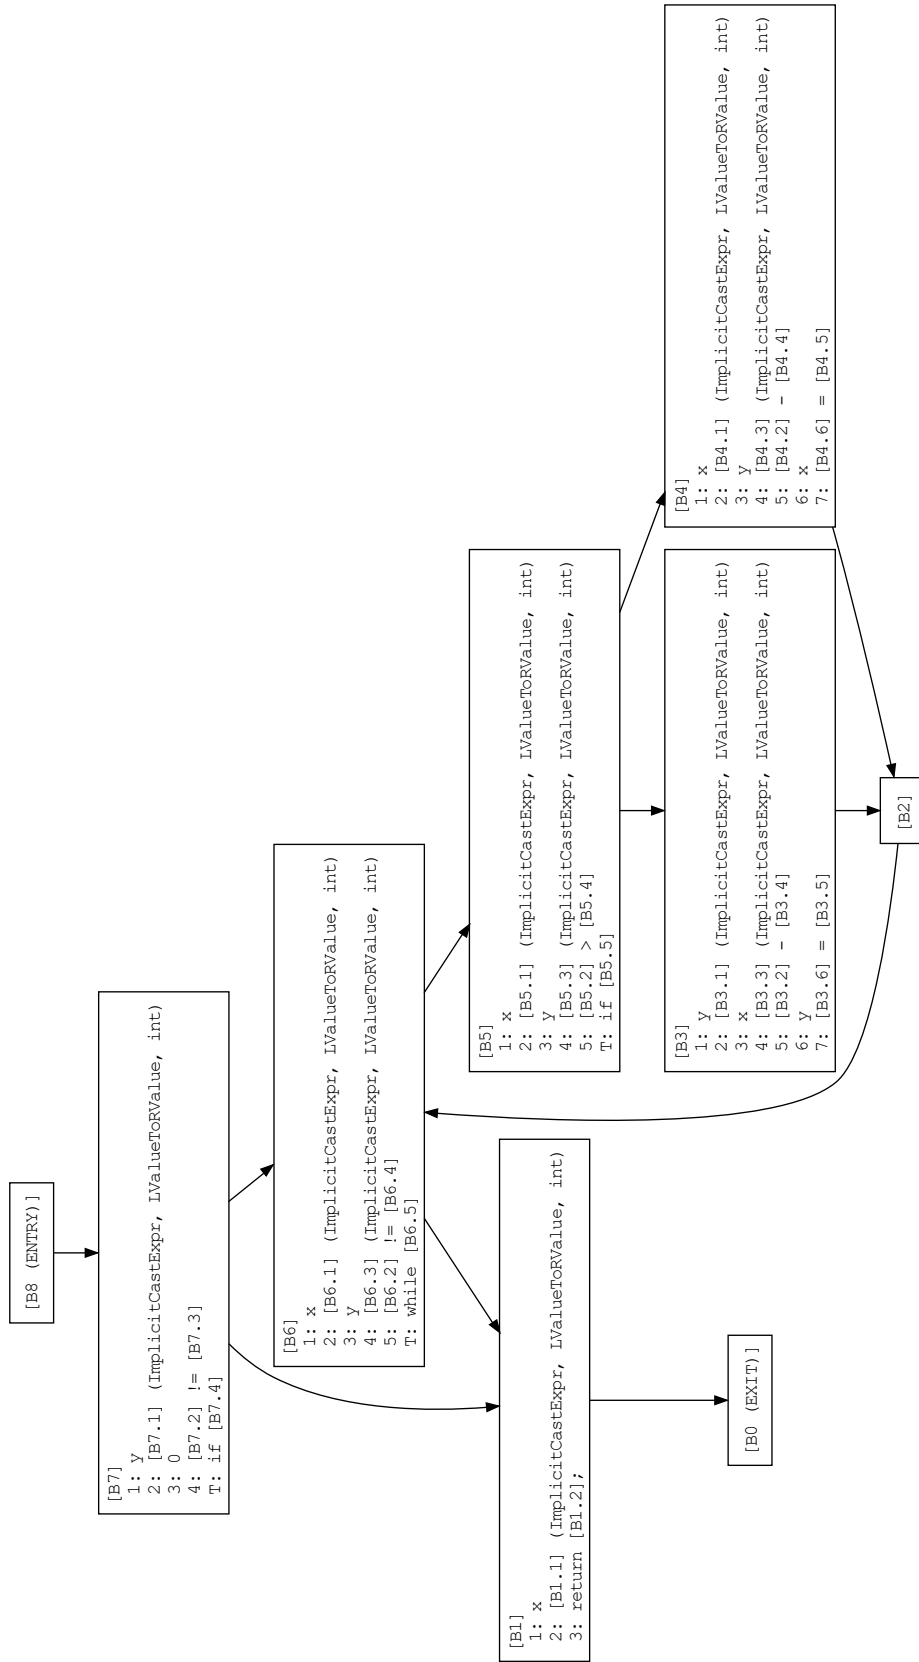 [B8 (ENTRY)]
[B7]
1: y
2: [B7.1] (ImplicitCastExpr, LValueToRValue, int)
3: 0
4: [B7.2] != [B7.3]
T: if [B7.4]
[B6]
1: x
2: [B6.1] (ImplicitCastExpr, LValueToRValue, int)
3: y
4: [B6.3] (ImplicitCastExpr, LValueToRValue, int)
5: [B6.2] != [B6.4]
T: while [B6.5]
[B5]
1: x
2: [B5.1] (ImplicitCastExpr, LValueToRValue, int)
3: y
4: [B5.3] (ImplicitCastExpr, LValueToRValue, int)
5: [B5.2] > [B5.4]
T: if [B5.5]
[B1]
1: x
2: [B1.1] (ImplicitCastExpr, LValueToRValue, int)
3: return [B1.2];
[B3]
1: y
2: [B3.1] (ImplicitCastExpr, LValueToRValue, int)
3: x
4: [B3.3] (ImplicitCastExpr, LValueToRValue, int)
5: [B3.2] - [B3.4]
6: y
7: [B3.6] = [B3.5]
[B4]
1: x
2: [B4.1] (ImplicitCastExpr, LValueToRValue, int)
3: y
4: [B4.3] (ImplicitCastExpr, LValueToRValue, int)
5: [B4.2] - [B4.4]
6: x
7: [B4.6] = [B4.5]
[B0 (EXIT)]
[B2]